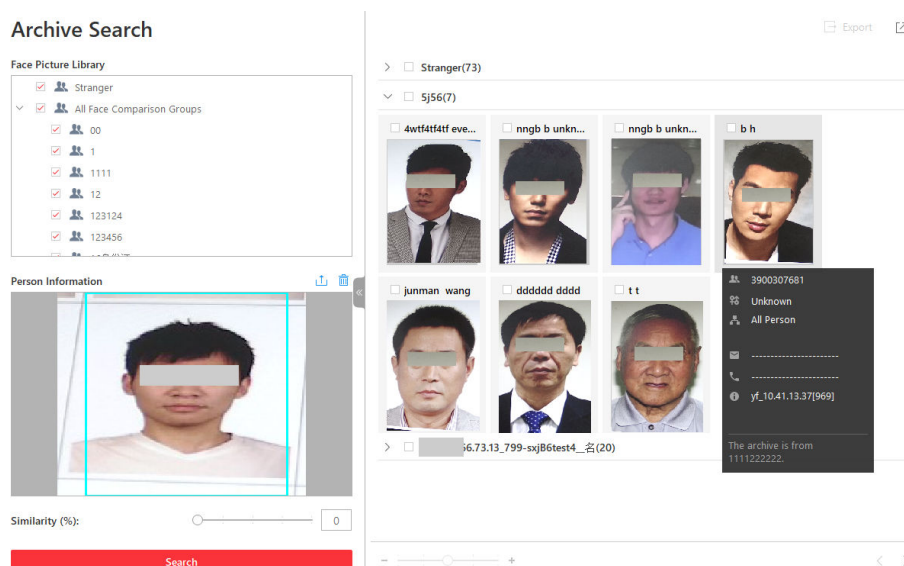 Archive Search
Export
Face Picture Library
Stranger
All Face Comparison Groups
00
1
1111
12
123124
123456
Person Information
Similarity (%):
0
Search
Stranger(73)
5j56(7)
4wtf4tf4tf eve...
nngb b unkn...
nngb b unkn...
b h
junman wang
dddddd dddd
t t
3900307681
Unknown
All Person
----------------------
----------------------
yf_10.41.13.37[969]
The archive is from
1111222222.
66.73.13_799-sxjB6test4__名(20)